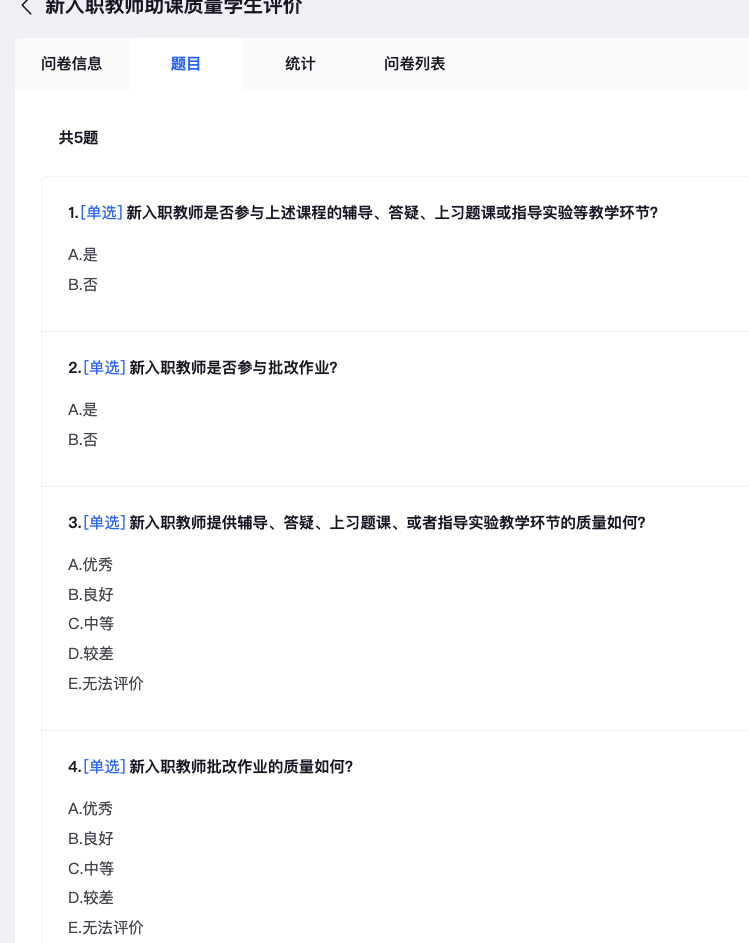 新入职教师助课质量学生评价
问卷信息 题目 统计 问卷列表
共5题
1.[单选] 新入职教师是否参与上述课程的辅导、答疑、上习题课或指导实验等教学环节?
A.是
B.否
2.[单选] 新入职教师是否参与批改作业?
A.是
B.否
3.[单选] 新入职教师提供辅导、答疑、上习题课、或者指导实验教学环节的质量如何?
A.优秀
B.良好
C.中等
D.较差
E.无法评价
4.[单选] 新入职教师批改作业的质量如何?
A.优秀
B.良好
C.中等
D.较差
E.无法评价